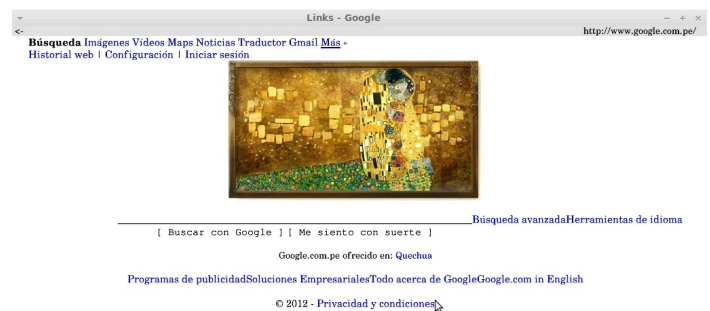 Links - Google
<- http://www.google.com.pe/
Búsqueda Imágenes Vídeos Maps Noticias Traductor Gmail Más »
Historial web | Configuración | Iniciar sesión
Búsqueda avanzadaHerramientas de idioma
[ Buscar con Google ] [ Me siento con suerte ]
Google.com.pe ofrecido en: Quechua
Programas de publicidadSoluciones EmpresarialesTodo acerca de GoogleGoogle.com in English
© 2012 - Privacidad y condiciones